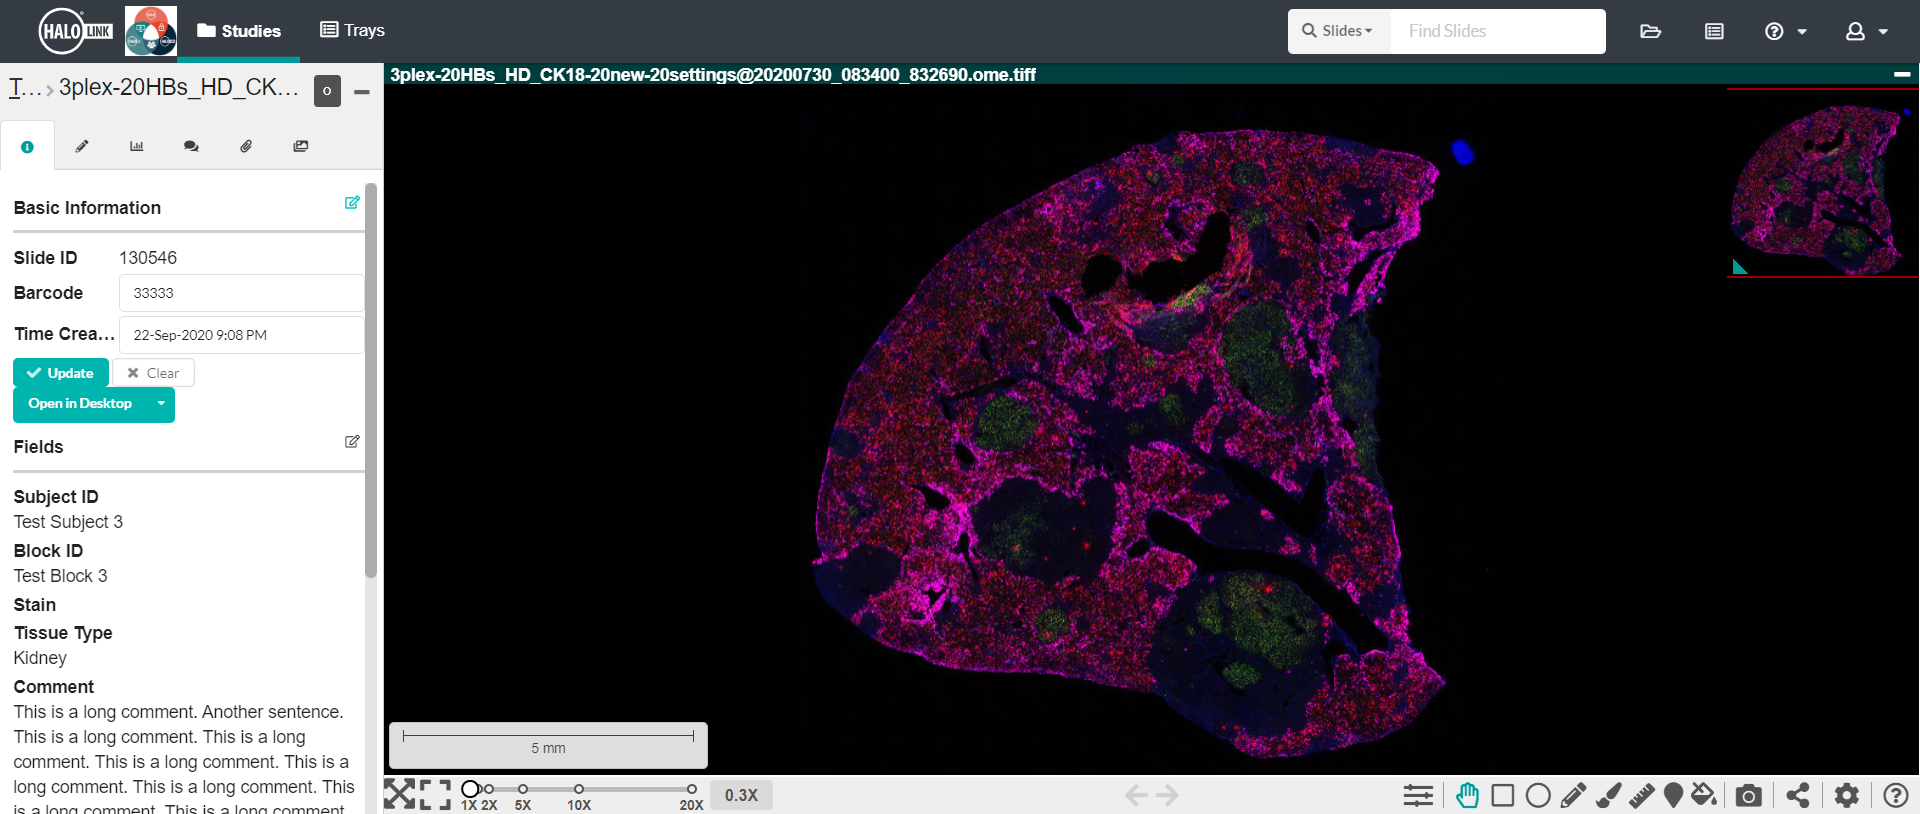 HALO LINK
Studies
Trays
Slides
Find Slides
T... 3plex-20HBs_HD_CK...
O
3plex-20HBs_HD_CK18-20new-20settings@20200730_083400_832690.ome.tiff
Basic Information
Slide ID 130546
Barcode 33333
Time Crea... 22-Sep-2020 9:08 PM
Update Clear
Open in Desktop
Fields
Subject ID
Test Subject 3
Block ID
Test Block 3
Stain
Tissue Type
Kidney
Comment
This is a long comment. Another sentence.
This is a long comment. This is a long
comment. This is a long comment. This is a
long comment. This is a long comment. This
is a long comment. This is a long comment.
5 mm
1X 2X 5X 10X 20X
0.3X